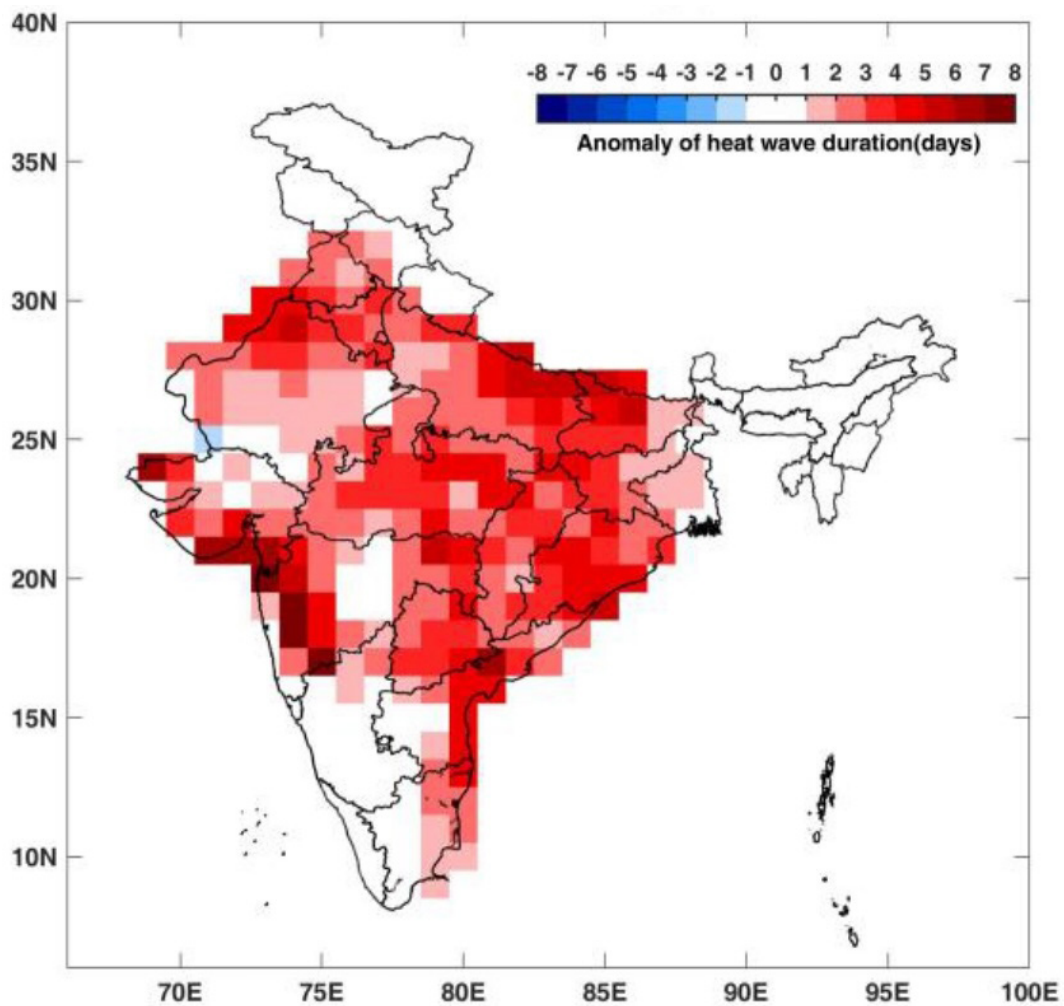 40N
-8 -7 -6 -5 -4 -3 -2 -1 0 1 2 3 4 5 6 7 8
Anomaly of heat wave duration(days)
35N
30N
25N
20N
15N
10N
70E 75E 80E 85E 90E 95E 100E